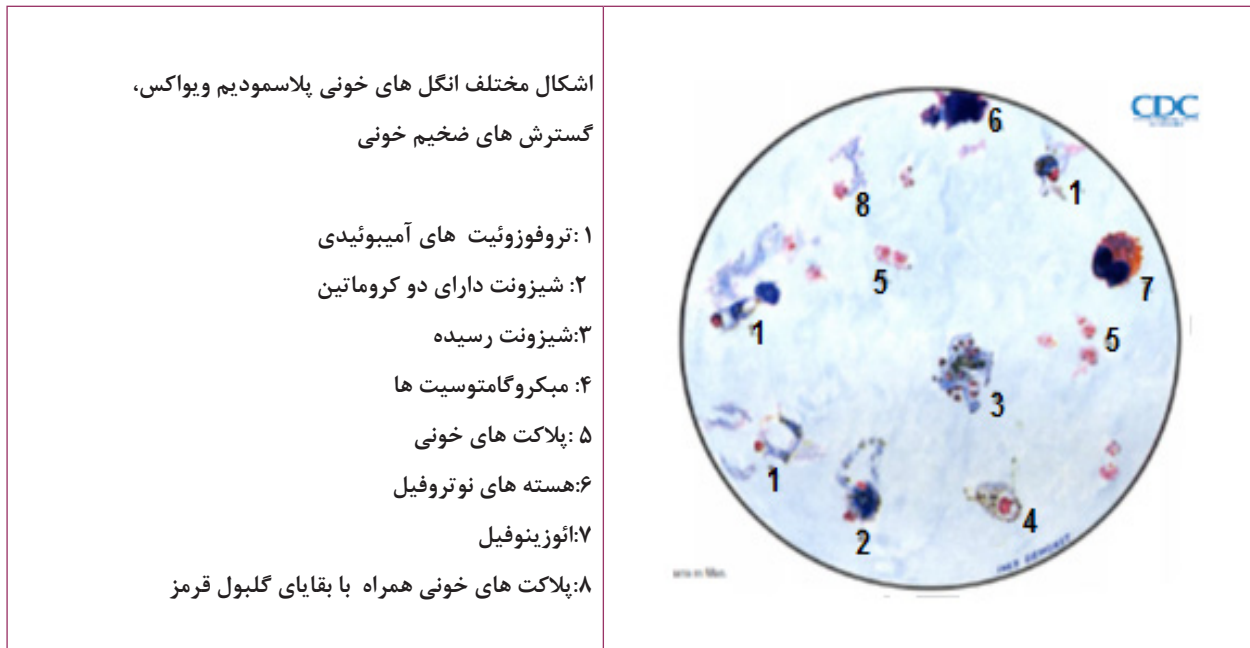 اشکال مختلف انگل های خونی پلاسمودیم ویواکس،
گسترش های ضخیم خونی
۱ :تروفوزوئیت های آمیبوئیدی
۲: شیزونت دارای دو کروماتین
۳:شیزونت رسیده
۴: میکروگامتوسیت ها
۵ :پلاکت های خونی
۶:هسته های نوتروفیل
۷:ائوزینوفیل
۸:پلاکت های خونی همراه با بقایای گلبول قرمز
CDC
6
1
8
5
7
1
5
3
1
4
2